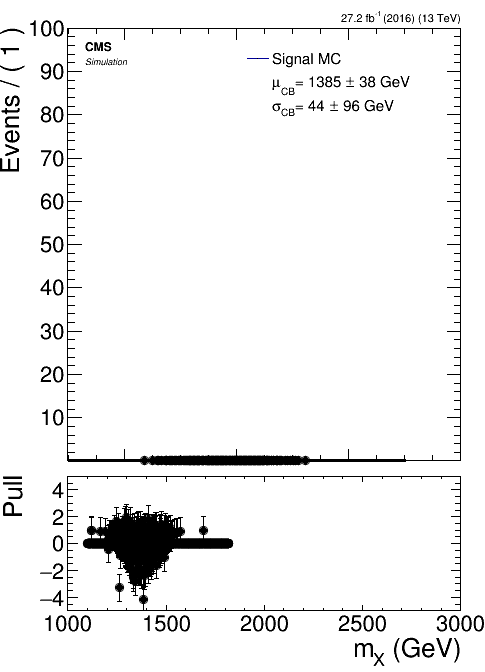 27.2 fb⁻¹ (2016) (13 TeV)
CMS
Simulation
Signal MC
μ_CB = 1385 ± 38 GeV
σ_CB = 44 ± 96 GeV
Events / ( 1 )
100
90
80
70
60
50
40
30
20
10
Pull
4
2
0
−2
−4
1000 1500 2000 2500 3000
m_X (GeV)